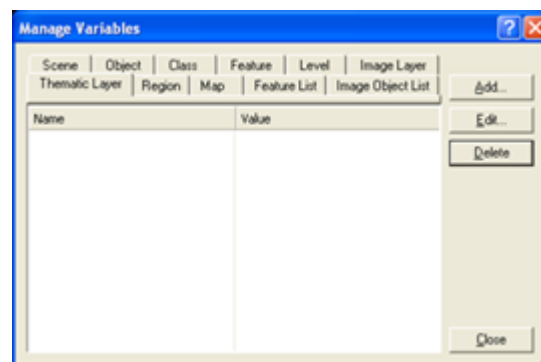 Manage Variables
Scene Object Class Feature Level Image Layer
Thematic Layer Region Map Feature List Image Object List
Add...
Name Value
Edit...
Delete
Close